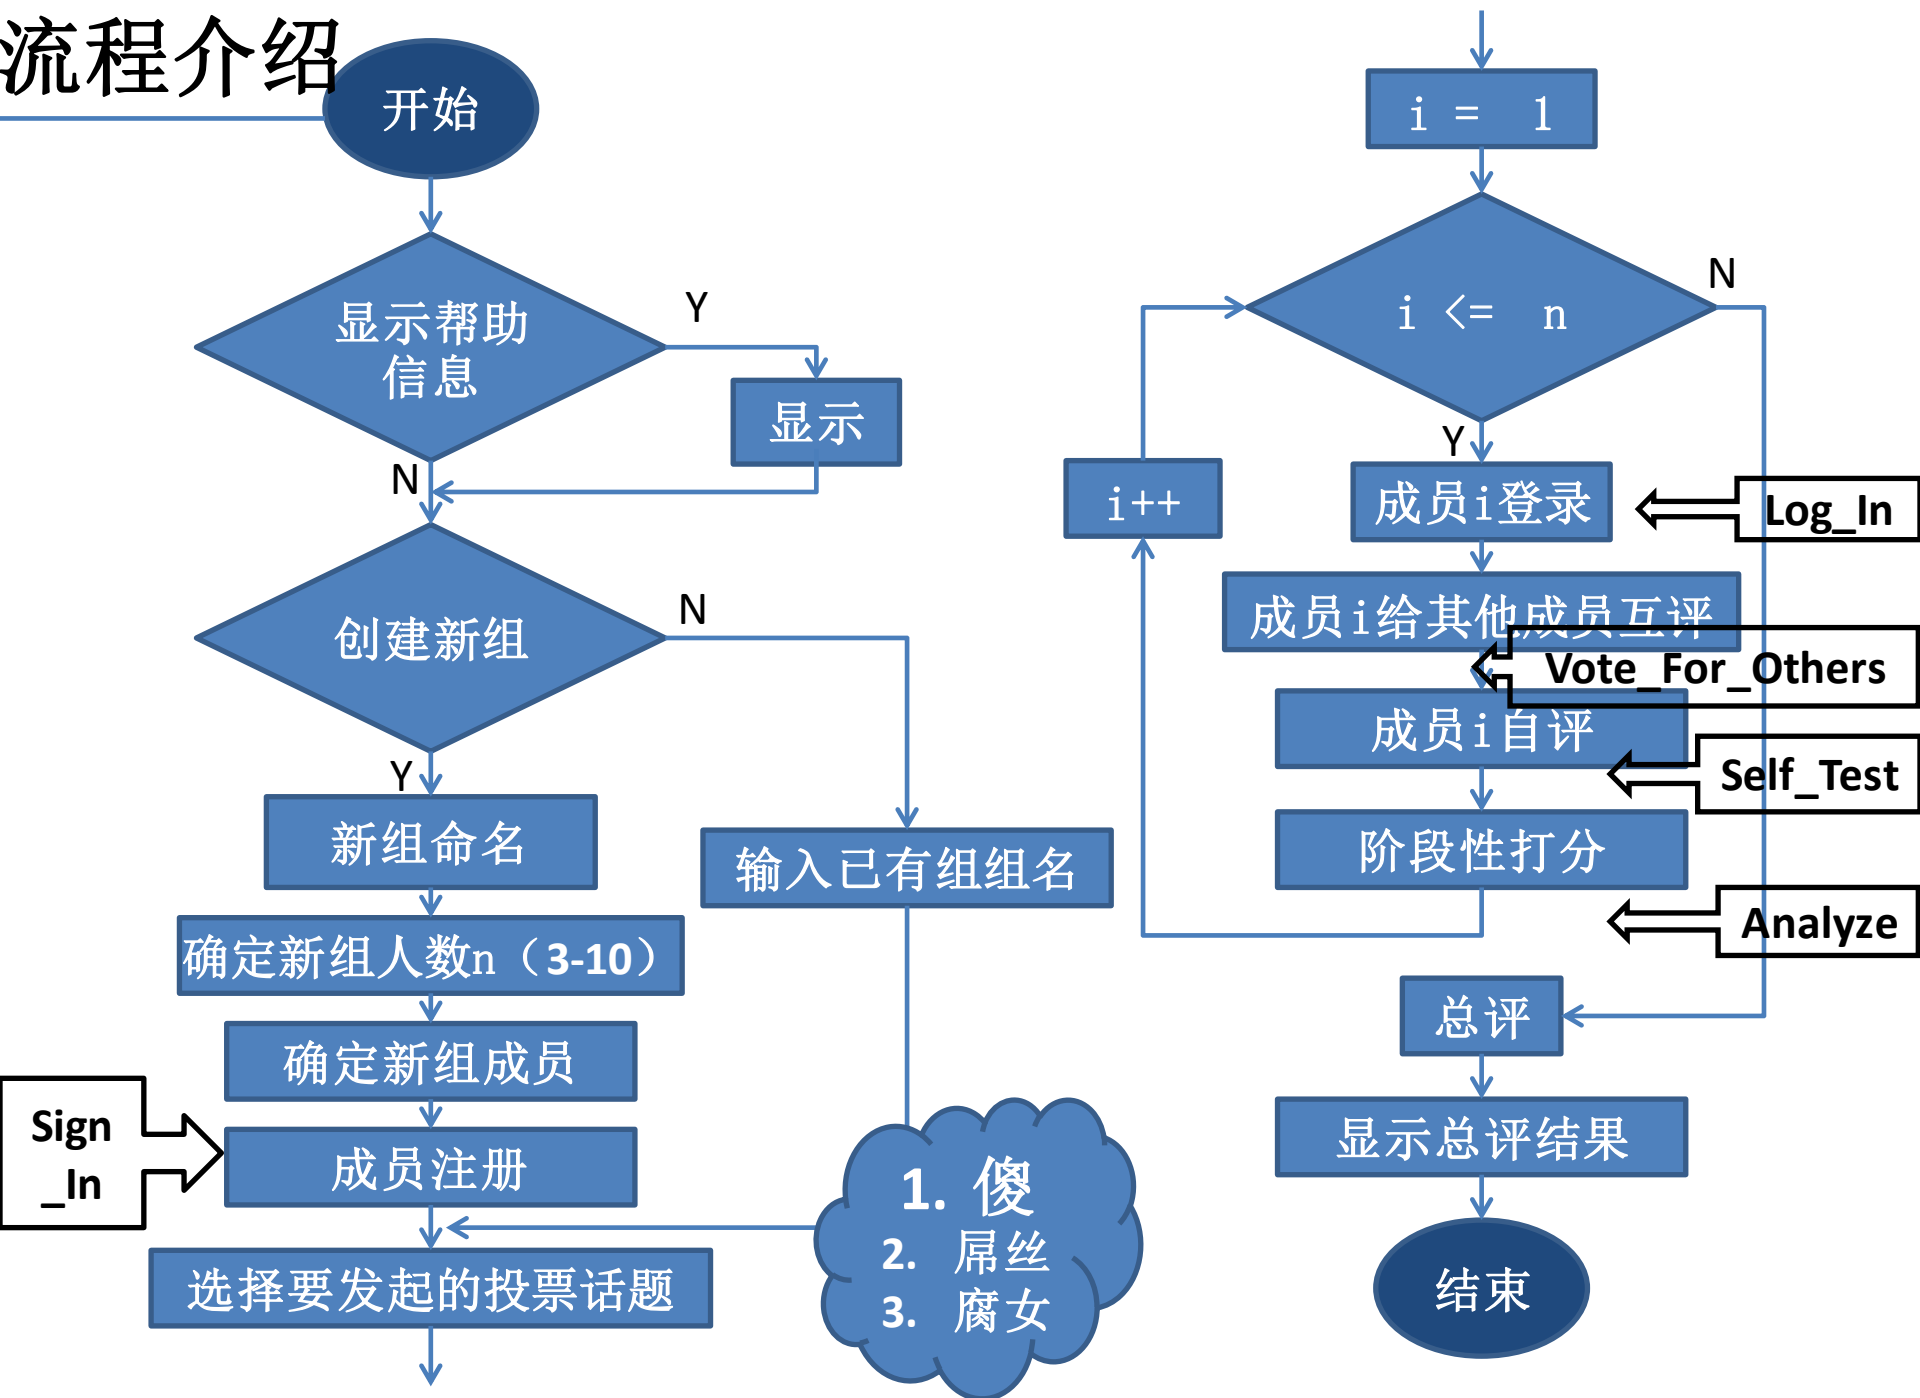 流程介绍
开始
显示帮助
信息
Y
显示
N
创建新组
N
Y
新组命名
输入已有组组名
确定新组人数n（3-10）
确定新组成员
Sign
_In
成员注册
选择要发起的投票话题
1. 傻
2. 屌丝
3. 腐女
i = 1
i <= n
N
Y
i++
成员i登录
Log_In
成员i给其他成员互评
Vote_For_Others
成员i自评
Self_Test
阶段性打分
Analyze
总评
显示总评结果
结束